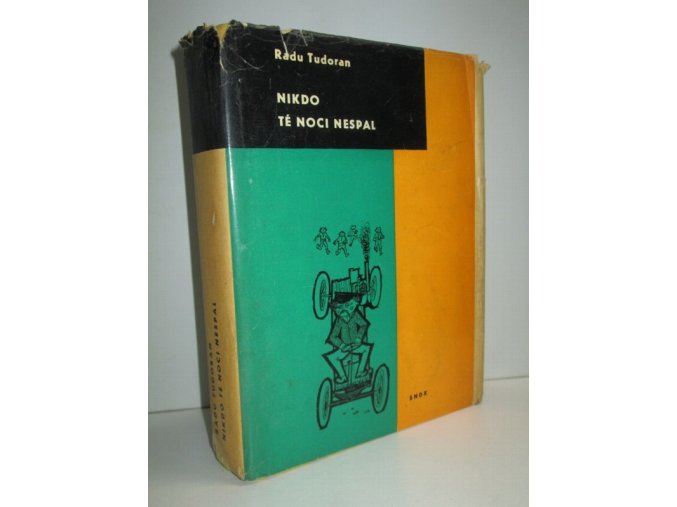 Radu Tudoran
NIKDO
TÉ NOCI NESPAL
SNDK
RADU TUDORAN
NIKDO TÉ NOCI NESPAL